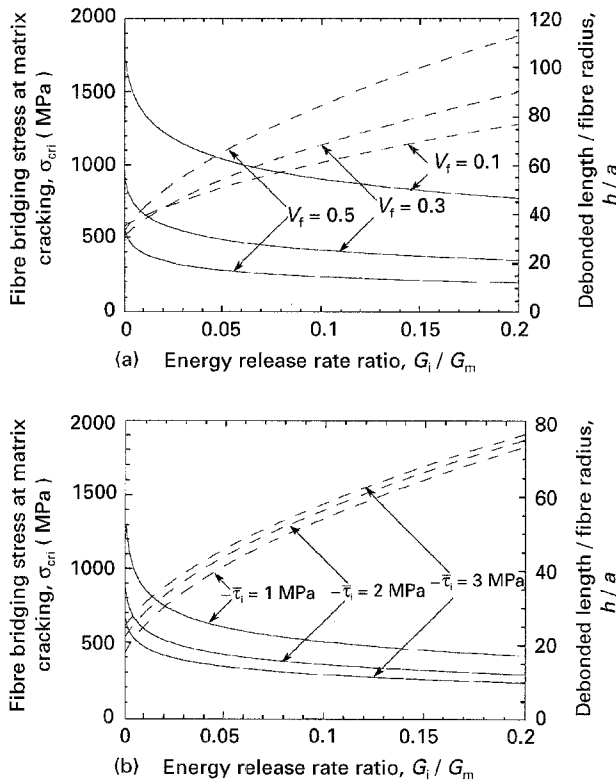 Fibre bridging stress at matrix
cracking, σcri ( MPa )
2000
1500
1000
500
0
120
100
80
60
40
20
0
Debonded length / fibre radius,
h / a
Vf = 0.1
Vf = 0.5
Vf = 0.3
0
0.05
0.1
0.15
0.2
(a) Energy release rate ratio, Gi / Gm
Fibre bridging stress at matrix
cracking, σcri ( MPa )
2000
1500
1000
500
0
80
60
40
20
0
Debonded length / fibre radius,
h / a
-τ̅i = 1 MPa
-τ̅i = 2 MPa
-τ̅i = 3 MPa
0
0.05
0.1
0.15
0.2
(b) Energy release rate ratio, Gi / Gm